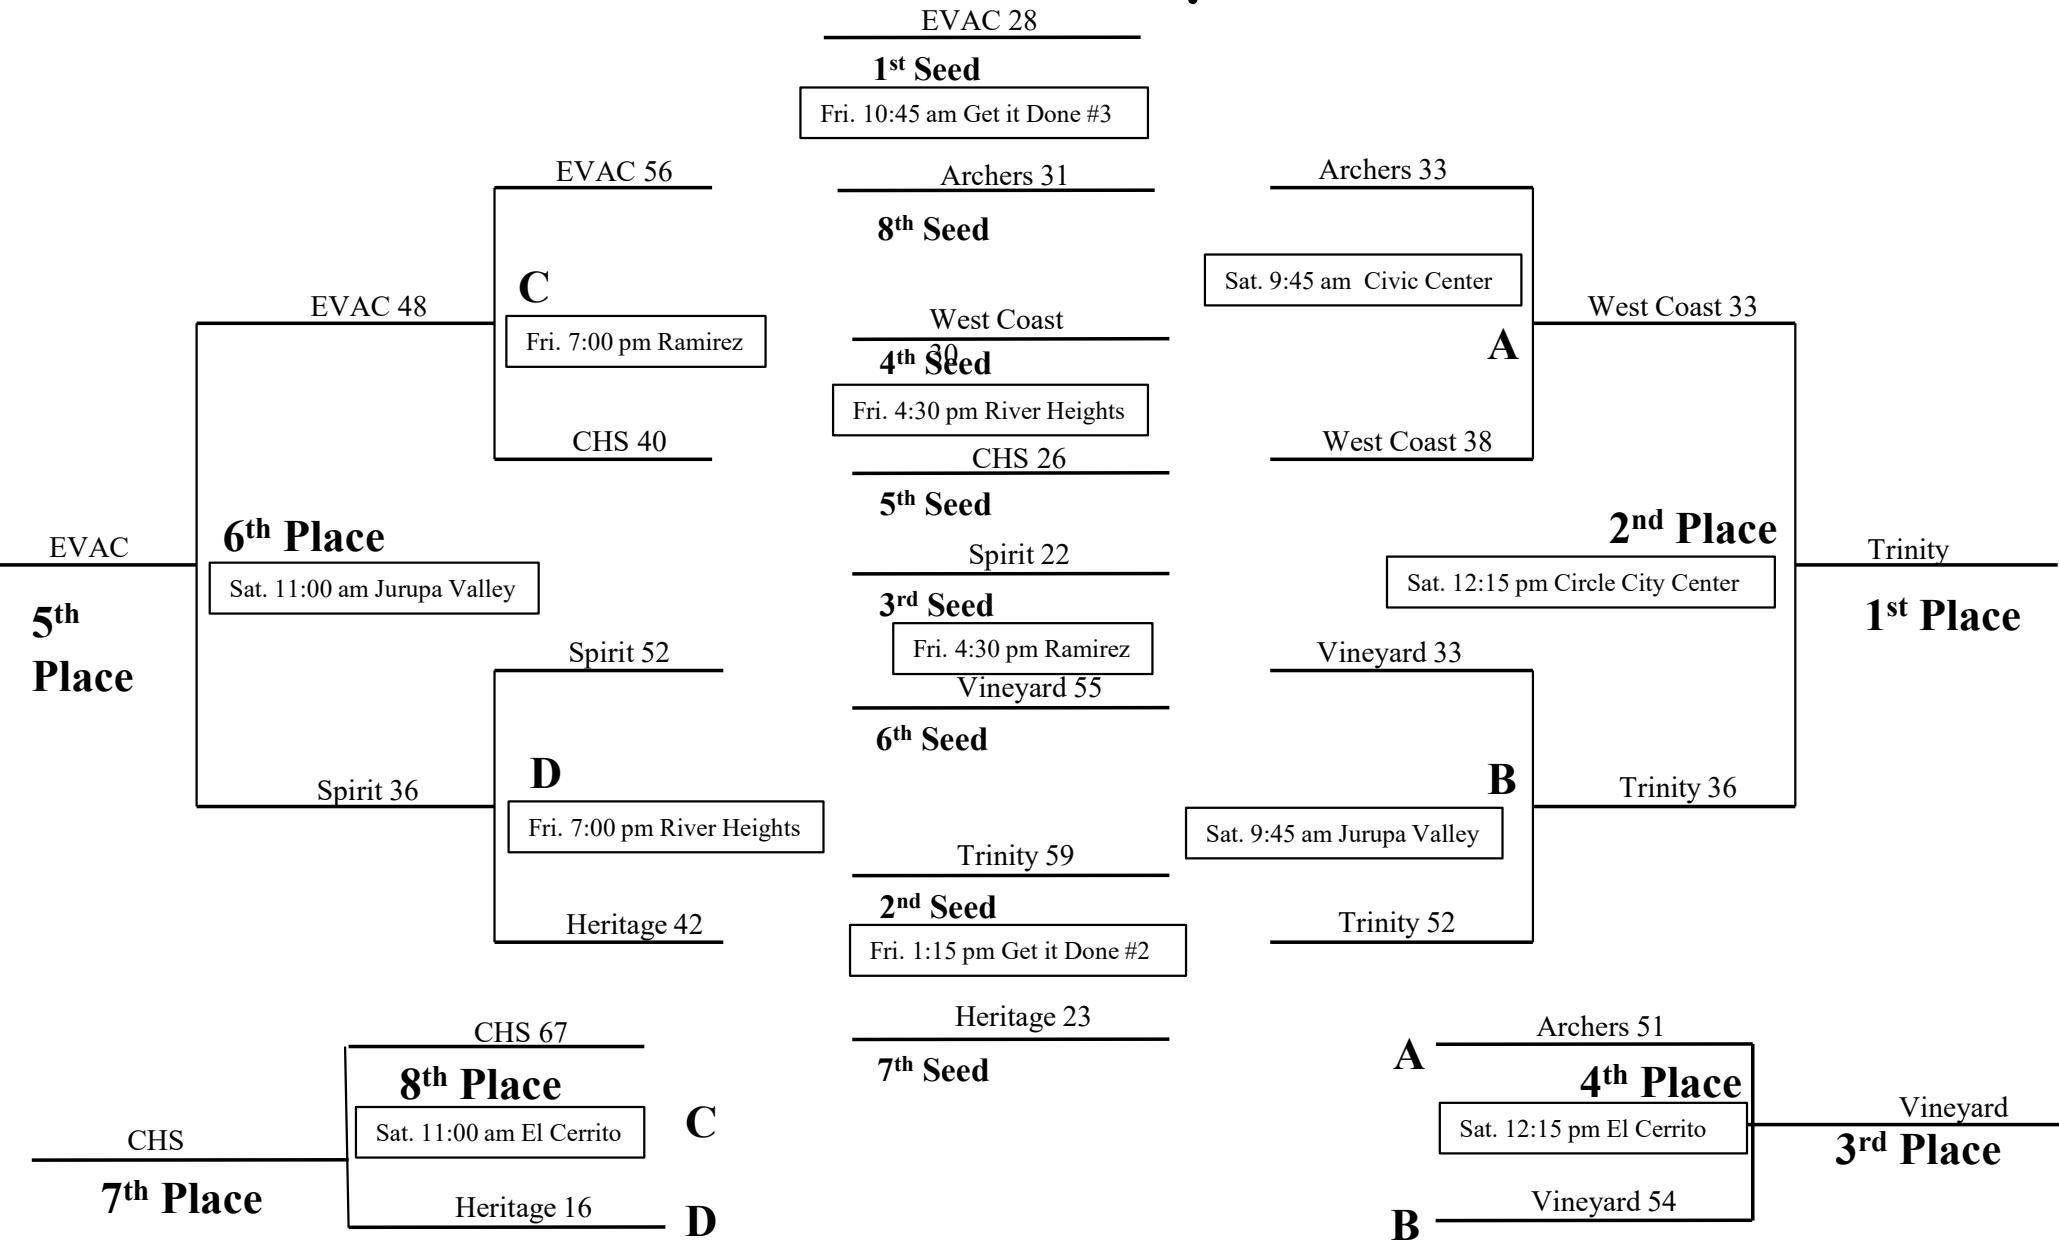 EVAC 28
1st Seed
Fri. 10:45 am Get it Done #3
EVAC 56
Archers 31
Archers 33
8th Seed
C
Sat. 9:45 am  Civic Center
EVAC 48
West Coast
30
West Coast 33
Fri. 7:00 pm Ramirez
4th Seed
A
Fri. 4:30 pm River Heights
CHS 40
CHS 26
West Coast 38
5th Seed
6th Place
2nd Place
EVAC
Spirit 22
Trinity
Sat. 11:00 am Jurupa Valley
3rd Seed
Sat. 12:15 pm Circle City Center
5th
Place
1st Place
Spirit 52
Fri. 4:30 pm Ramirez
Vineyard 33
Vineyard 55
6th Seed
D
B
Spirit 36
Trinity 36
Fri. 7:00 pm River Heights
Sat. 9:45 am Jurupa Valley
Trinity 59
2nd Seed
Heritage 42
Trinity 52
Fri. 1:15 pm Get it Done #2
CHS 67
Heritage 23
Archers 51
A
8th Place
7th Seed
4th Place
Sat. 11:00 am El Cerrito
C
Sat. 12:15 pm El Cerrito
CHS
Vineyard
7th Place
3rd Place
Heritage 16
D
Vineyard 54
B